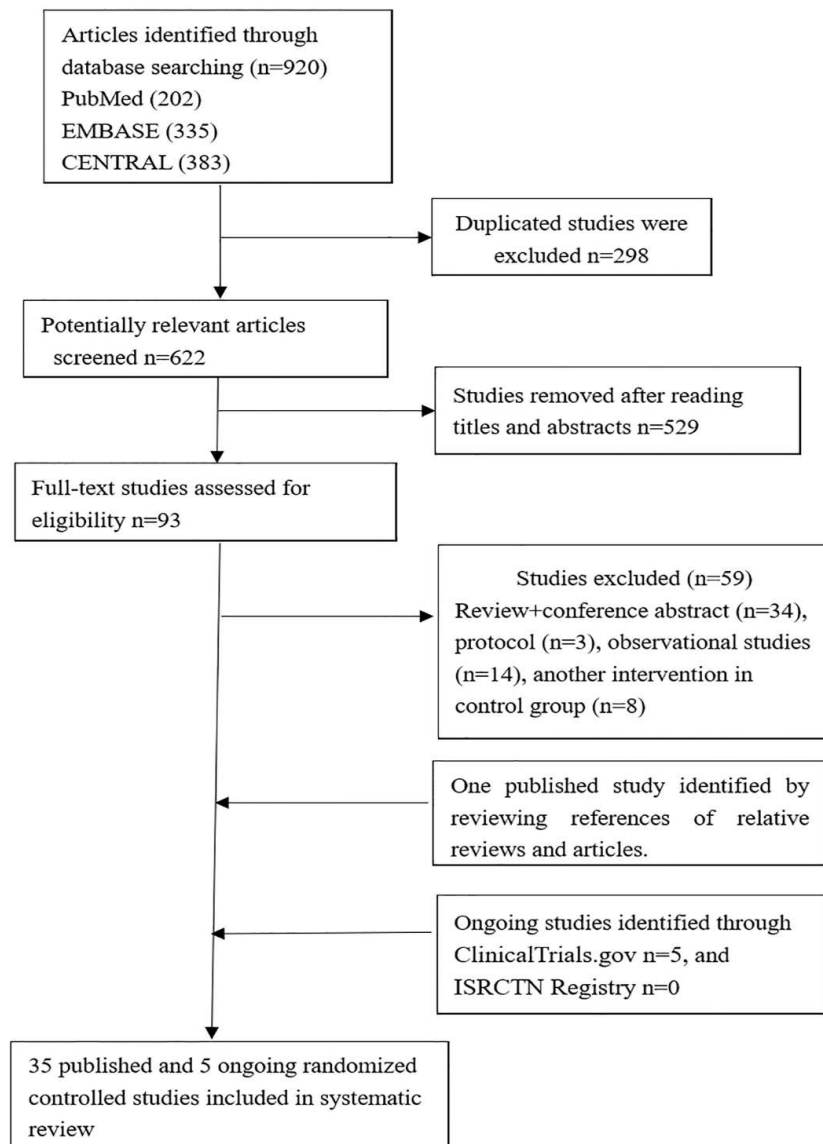 Articles identified through
database searching (n=920)
PubMed (202)
EMBASE (335)
CENTRAL (383)
Duplicated studies were
excluded n=298
Potentially relevant articles
screened n=622
Studies removed after reading
titles and abstracts n=529
Full-text studies assessed for
eligibility n=93
Studies excluded (n=59)
Review+conference abstract (n=34),
protocol (n=3), observational studies
(n=14), another intervention in
control group (n=8)
One published study identified by
reviewing references of relative
reviews and articles.
Ongoing studies identified through
ClinicalTrials.gov n=5, and
ISRCTN Registry n=0
35 published and 5 ongoing randomized
controlled studies included in systematic
review